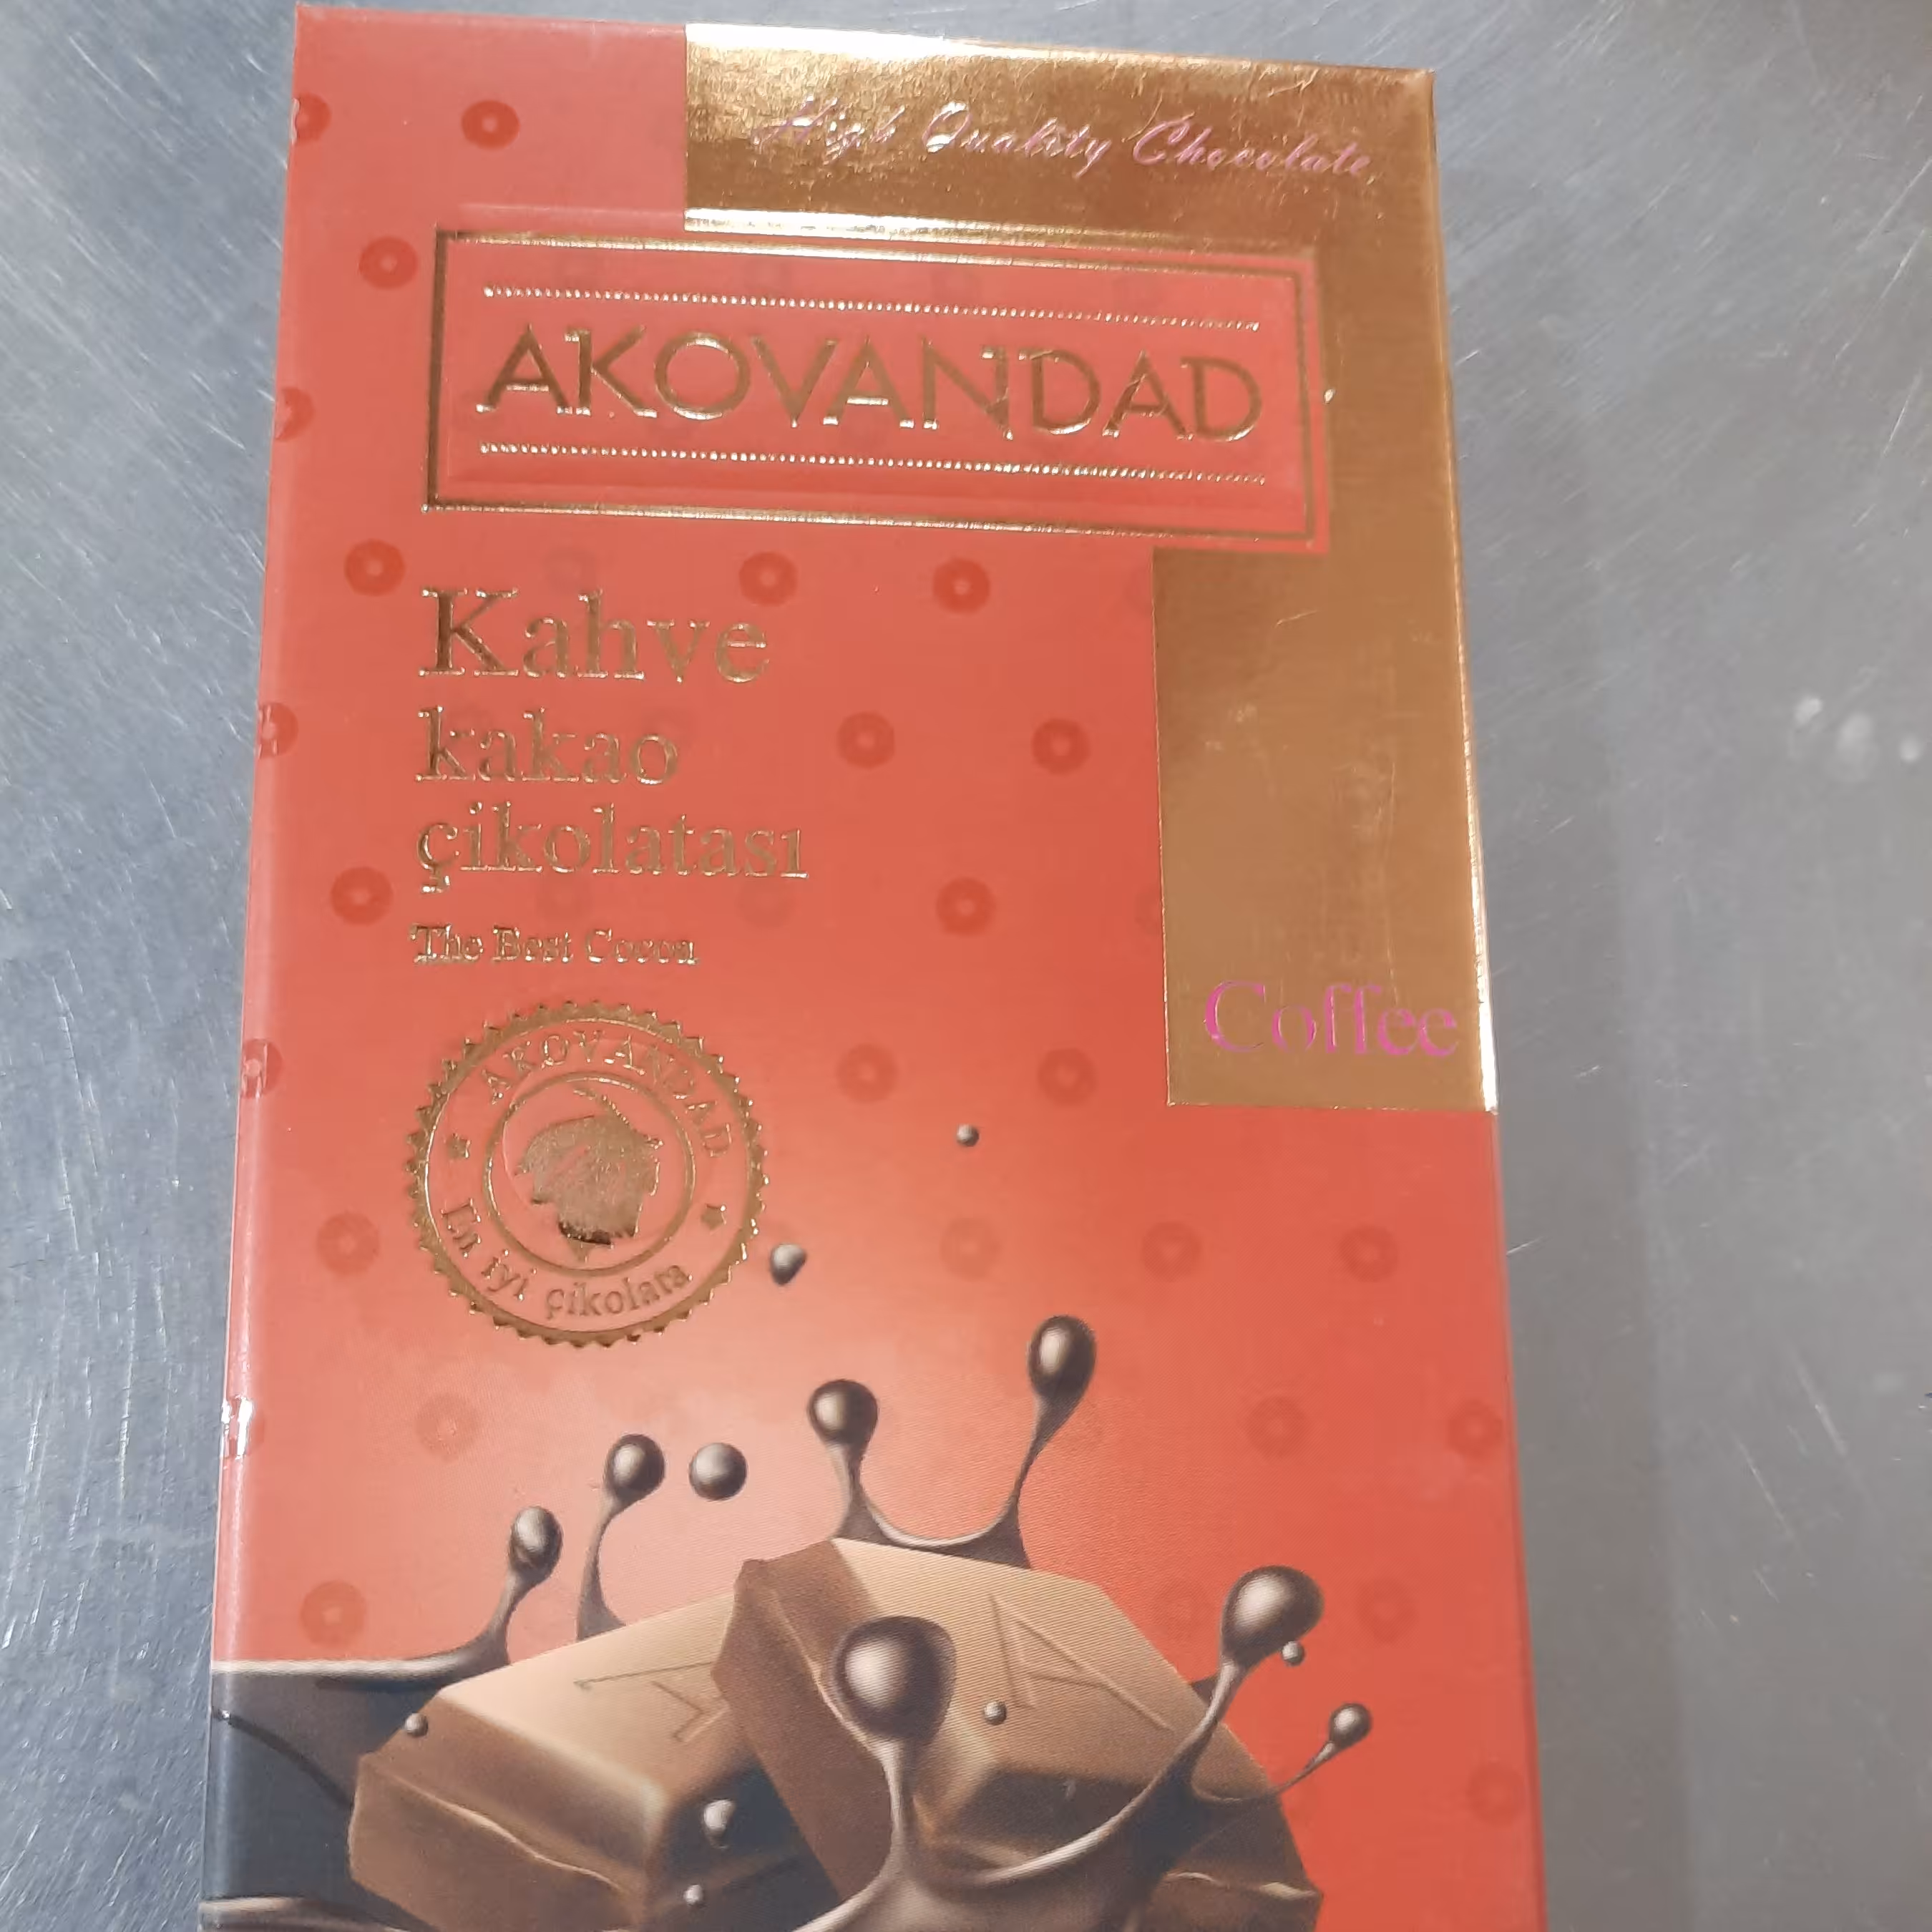 High Quality Chocolate
AKOVANDAD
Kahve
kakao
çikolatası
The Best Cocoa
Coffee
AKOVANDAD
En iyi çikolata
A
A